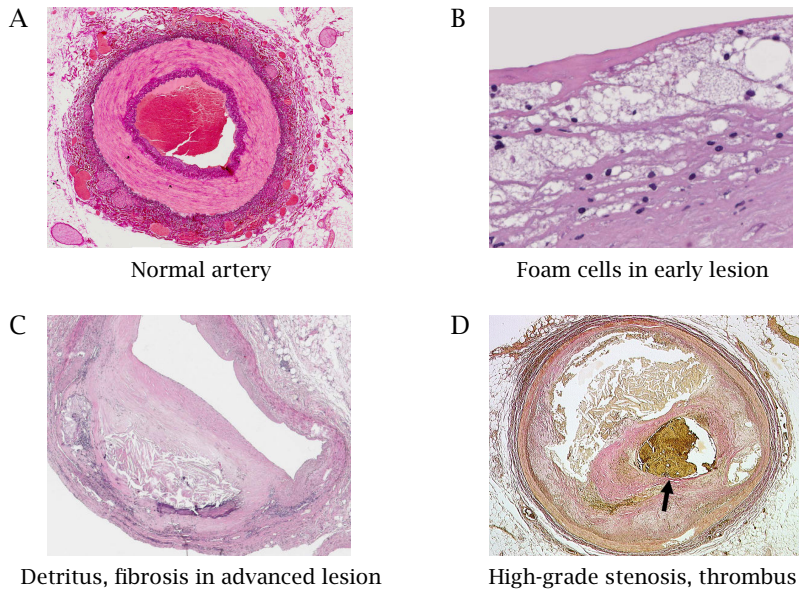 A
Normal artery
B
Foam cells in early lesion
C
Detritus, fibrosis in advanced lesion
D
High-grade stenosis, thrombus